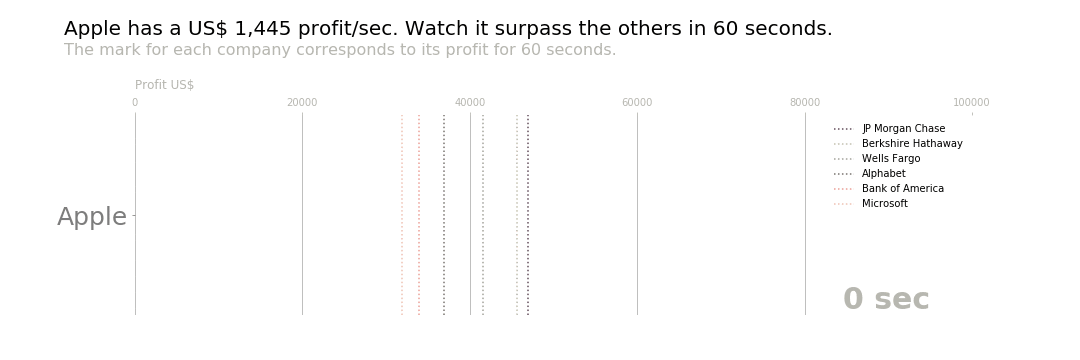 Apple has a US$ 1,445 profit/sec. Watch it surpass the others in 60 seconds.
The mark for each company corresponds to its profit for 60 seconds.
Profit US$
0 20000 40000 60000 80000 100000
JP Morgan Chase
Berkshire Hathaway
Wells Fargo
Alphabet
Bank of America
Microsoft
Apple
0 sec